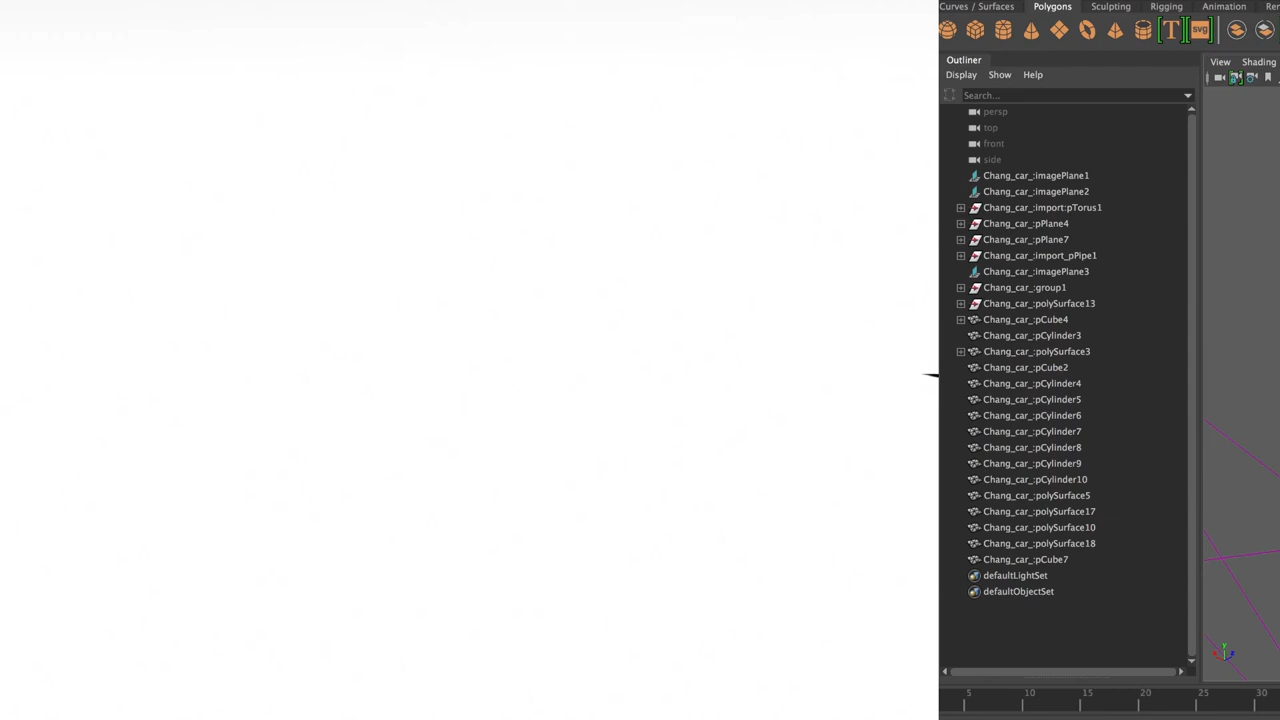 Curves / Surfaces Polygons Sculpting Rigging Animation
T svg
Outliner
View Shading
Display Show Help
Search...
persp
top
front
side
Chang_car_:imagePlane1
Chang_car_:imagePlane2
Chang_car_:import:pTorus1
Chang_car_:pPlane4
Chang_car_:pPlane7
Chang_car_:import_pPipe1
Chang_car_:imagePlane3
Chang_car_:group1
Chang_car_:polySurface13
Chang_car_:pCube4
Chang_car_:pCylinder3
Chang_car_:polySurface3
Chang_car_:pCube2
Chang_car_:pCylinder4
Chang_car_:pCylinder5
Chang_car_:pCylinder6
Chang_car_:pCylinder7
Chang_car_:pCylinder8
Chang_car_:pCylinder9
Chang_car_:pCylinder10
Chang_car_:polySurface5
Chang_car_:polySurface17
Chang_car_:polySurface10
Chang_car_:polySurface18
Chang_car_:pCube7
defaultLightSet
defaultObjectSet
y
x z
5 10 15 20 25 30